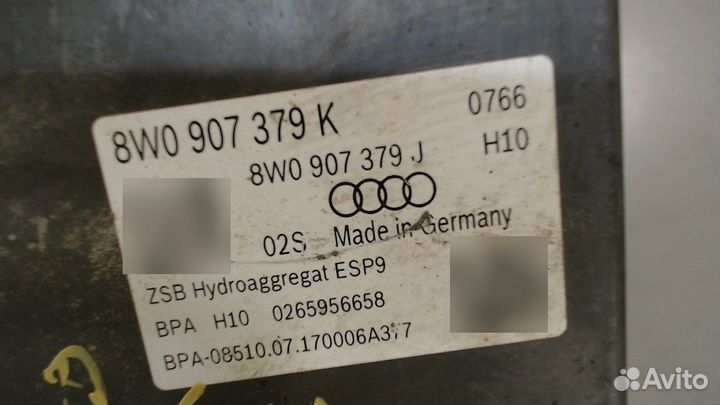 8W0 907 379 K 0766
8W0 907 379 J H10
02S Made in Germany
ZSB Hydroaggregat ESP9
BPA H10 0265956658
BPA-08510.07.170006A377
Avito